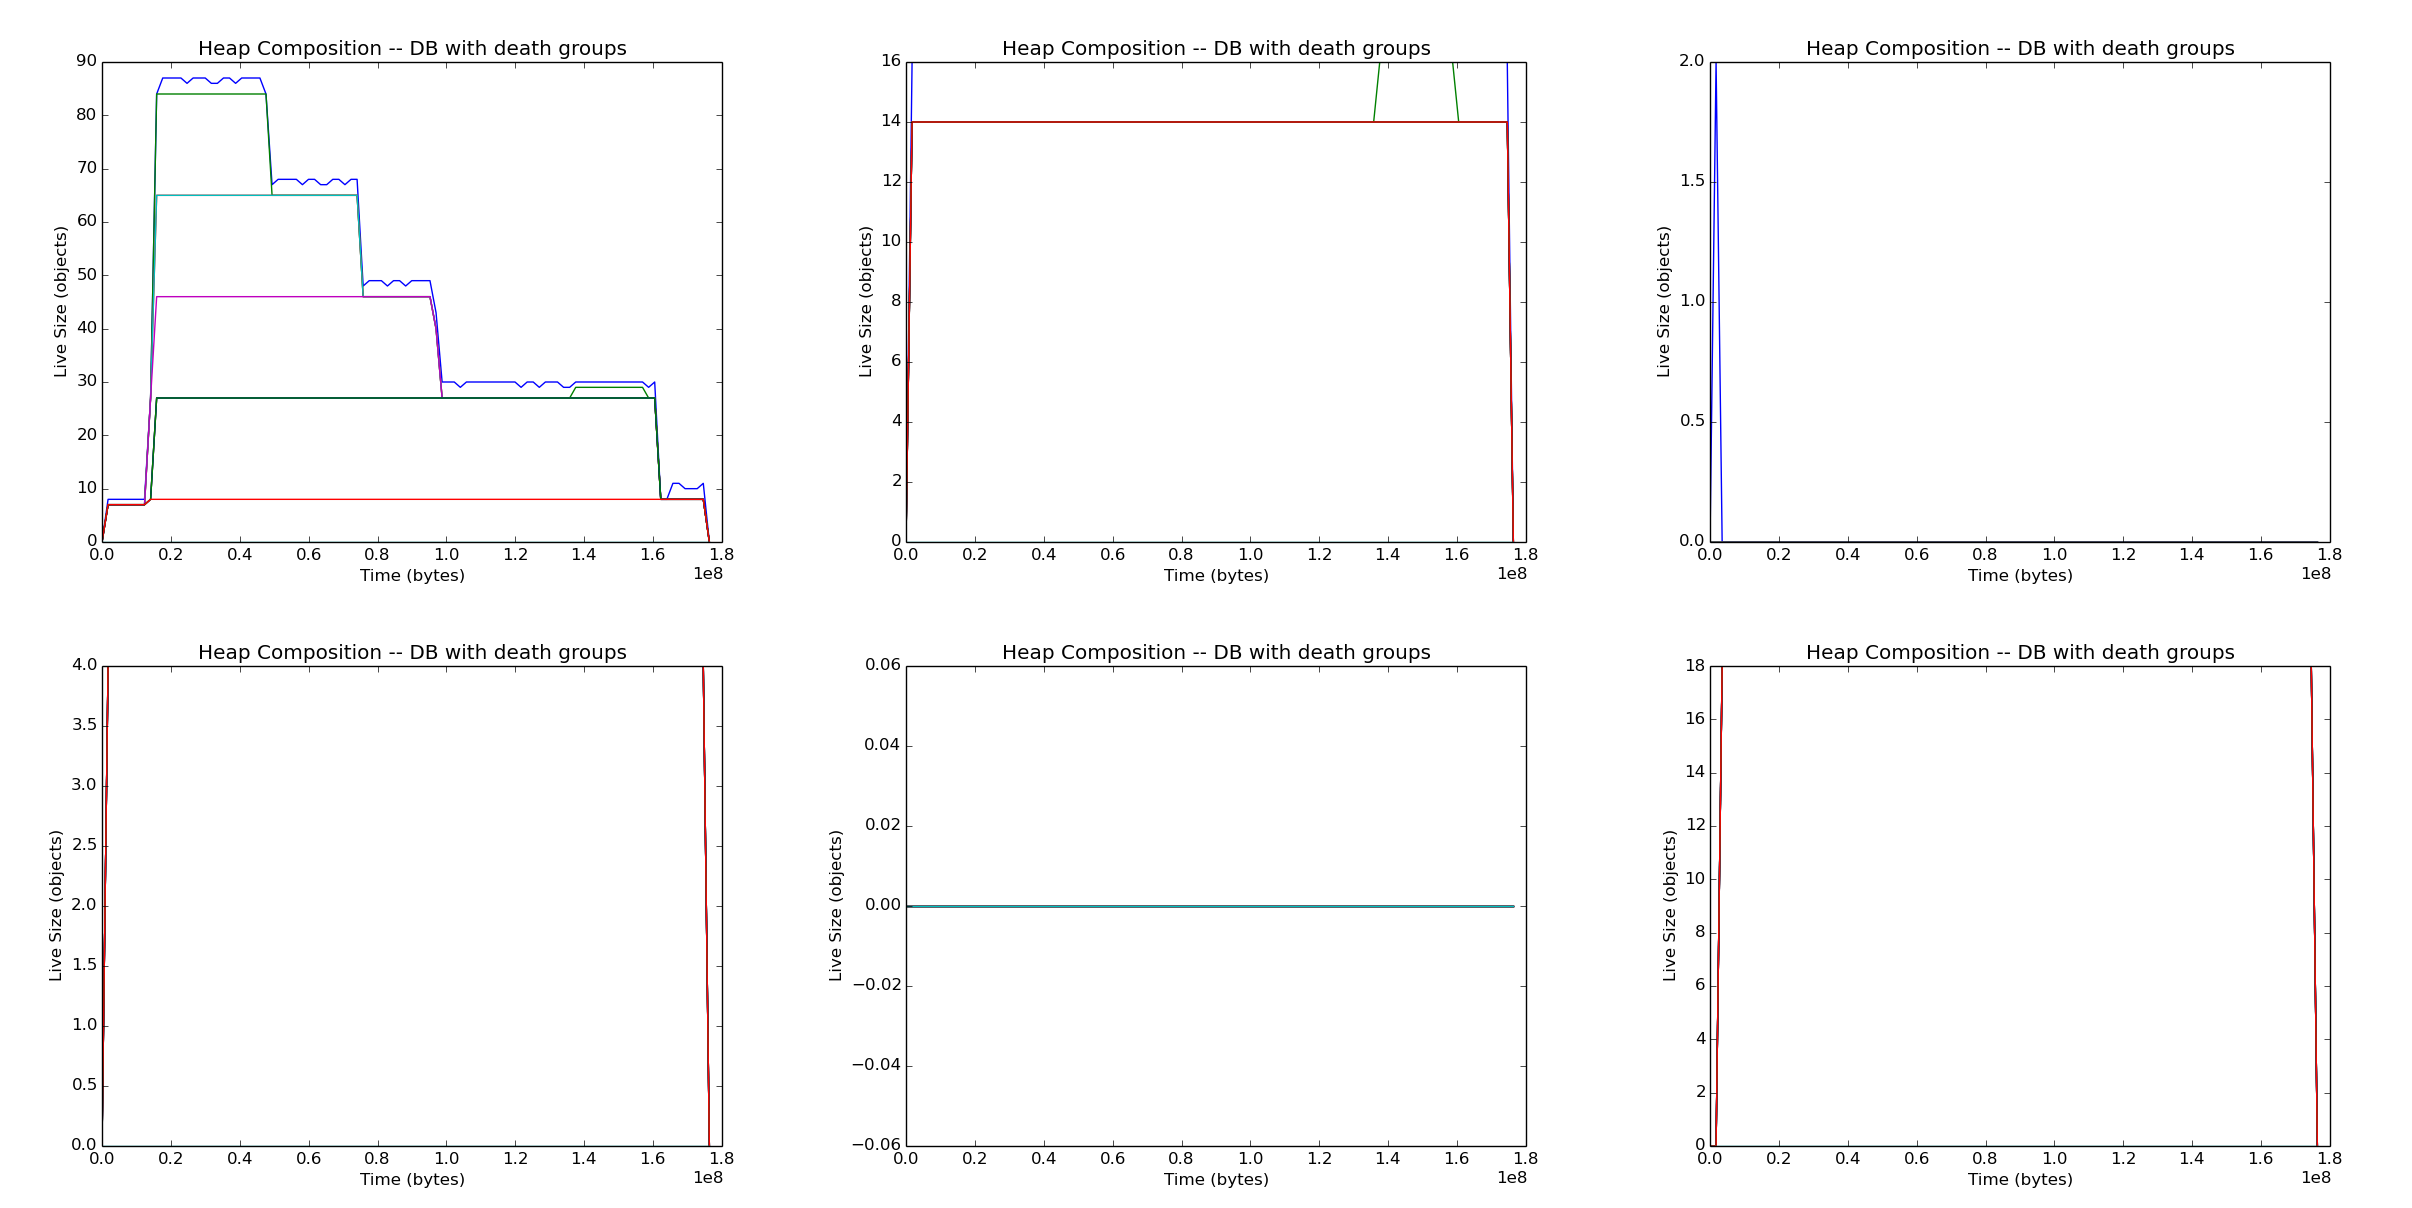 Heap Composition -- DB with death groups
90
80
70
60
50
40
30
20
10
0
Live Size (objects)
0.0 0.2 0.4 0.6 0.8 1.0 1.2 1.4 1.6 1.8
1e8
Time (bytes)
Heap Composition -- DB with death groups
16
14
12
10
8
6
4
2
0
Live Size (objects)
0.0 0.2 0.4 0.6 0.8 1.0 1.2 1.4 1.6 1.8
1e8
Time (bytes)
Heap Composition -- DB with death groups
2.0
1.5
1.0
0.5
0.0
Live Size (objects)
0.0 0.2 0.4 0.6 0.8 1.0 1.2 1.4 1.6 1.8
1e8
Time (bytes)
Heap Composition -- DB with death groups
4.0
3.5
3.0
2.5
2.0
1.5
1.0
0.5
0.0
Live Size (objects)
0.0 0.2 0.4 0.6 0.8 1.0 1.2 1.4 1.6 1.8
1e8
Time (bytes)
Heap Composition -- DB with death groups
0.06
0.04
0.02
0.00
−0.02
−0.04
−0.06
Live Size (objects)
0.0 0.2 0.4 0.6 0.8 1.0 1.2 1.4 1.6 1.8
1e8
Time (bytes)
Heap Composition -- DB with death groups
18
16
14
12
10
8
6
4
2
0
Live Size (objects)
0.0 0.2 0.4 0.6 0.8 1.0 1.2 1.4 1.6 1.8
1e8
Time (bytes)